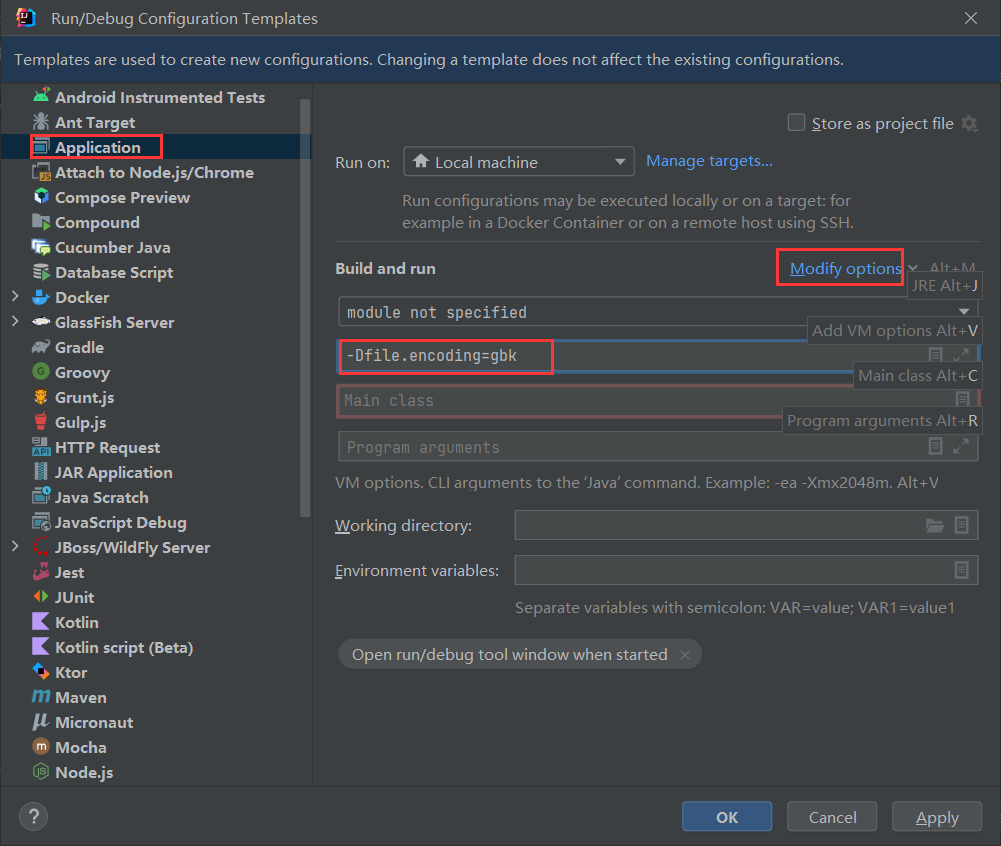 Run/Debug Configuration Templates
Templates are used to create new configurations. Changing a template does not affect the existing configurations.
Android Instrumented Tests
Ant Target
Application
Attach to Node.js/Chrome
Compose Preview
Compound
Cucumber Java
Database Script
Docker
GlassFish Server
Gradle
Groovy
Grunt.js
Gulp.js
HTTP Request
JAR Application
Java Scratch
JavaScript Debug
JBoss/WildFly Server
Jest
JUnit
Kotlin
Kotlin script (Beta)
Ktor
Maven
Micronaut
Mocha
Node.js
Store as project file
Run on:
Local machine
Manage targets...
Run configurations may be executed locally or on a target: for
example in a Docker Container or on a remote host using SSH.
Build and run
Modify options
Alt+M
JRE Alt+J
module not specified
Add VM options Alt+V
-Dfile.encoding=gbk
Main class Alt+C
Main class
Program arguments Alt+R
Program arguments
VM options. CLI arguments to the 'Java' command. Example: -ea -Xmx2048m. Alt+V
Working directory:
Environment variables:
Separate variables with semicolon: VAR=value; VAR1=value1
Open run/debug tool window when started
?
OK
Cancel
Apply